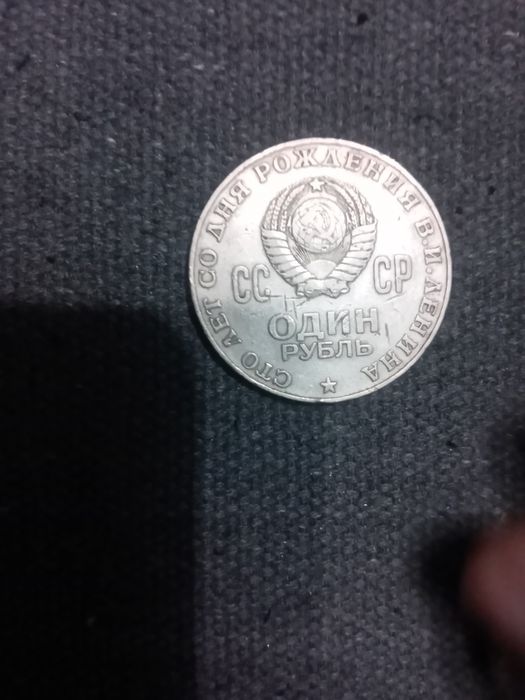 СТО ЛЕТ СО ДНЯ РОЖДЕНИЯ В.И.ЛЕНИНА
СС СР
ОДИН
РУБЛЬ